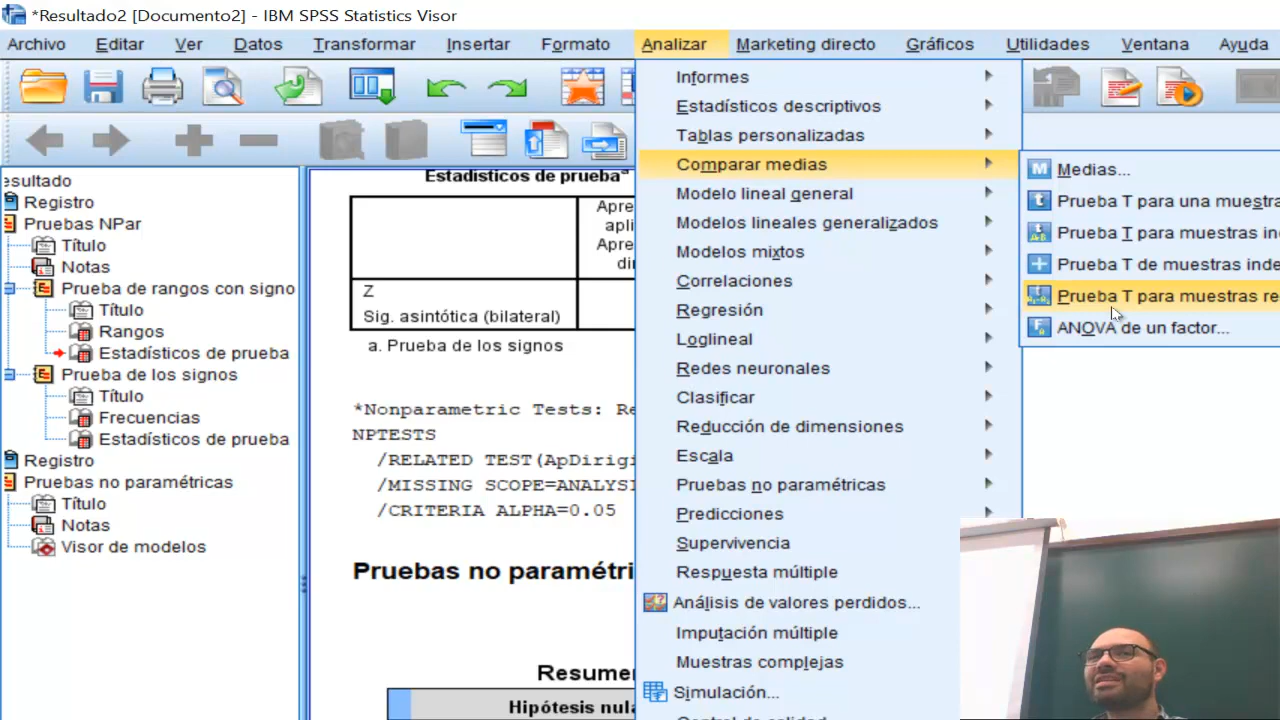 *Resultado2 [Documento2] - IBM SPSS Statistics Visor
Archivo Editar Ver Datos Transformar Insertar Formato Analizar Marketing directo Gráficos Utilidades Ventana Ayuda
esultado
Registro
Pruebas NPar
Título
Notas
Prueba de rangos con signo
Título
Rangos
Estadísticos de prueba
Prueba de los signos
Título
Frecuencias
Estadísticos de prueba
Registro
Pruebas no paramétricas
Título
Notas
Visor de modelos
Estadísticos de prueba^a
Apre
apli
Apre
di
Z
Sig. asintótica (bilateral)
a. Prueba de los signos
*Nonparametric Tests: Re
NPTESTS
/RELATED TEST(ApDirigi
/MISSING SCOPE=ANALYSI
/CRITERIA ALPHA=0.05
Pruebas no paramétri
Resumen
Hipótesis nula
Informes
Estadísticos descriptivos
Tablas personalizadas
Comparar medias
Modelo lineal general
Modelos lineales generalizados
Modelos mixtos
Correlaciones
Regresión
Loglineal
Redes neuronales
Clasificar
Reducción de dimensiones
Escala
Pruebas no paramétricas
Predicciones
Supervivencia
Respuesta múltiple
Análisis de valores perdidos...
Imputación múltiple
Muestras complejas
Simulación...
Control de calidad
M Medias...
Prueba T para una muestra
Prueba T para muestras in
Prueba T de muestras inde
Prueba T para muestras re
ANOVA de un factor...